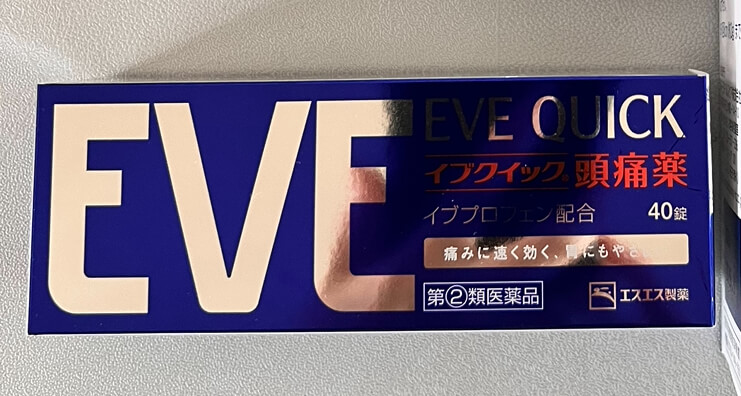 EVE
EVE QUICK
イブクイック® 頭痛薬
イブプロフェン配合 40錠
痛みに速く効く、胃にもやさ
第②類医薬品
エスエス製薬